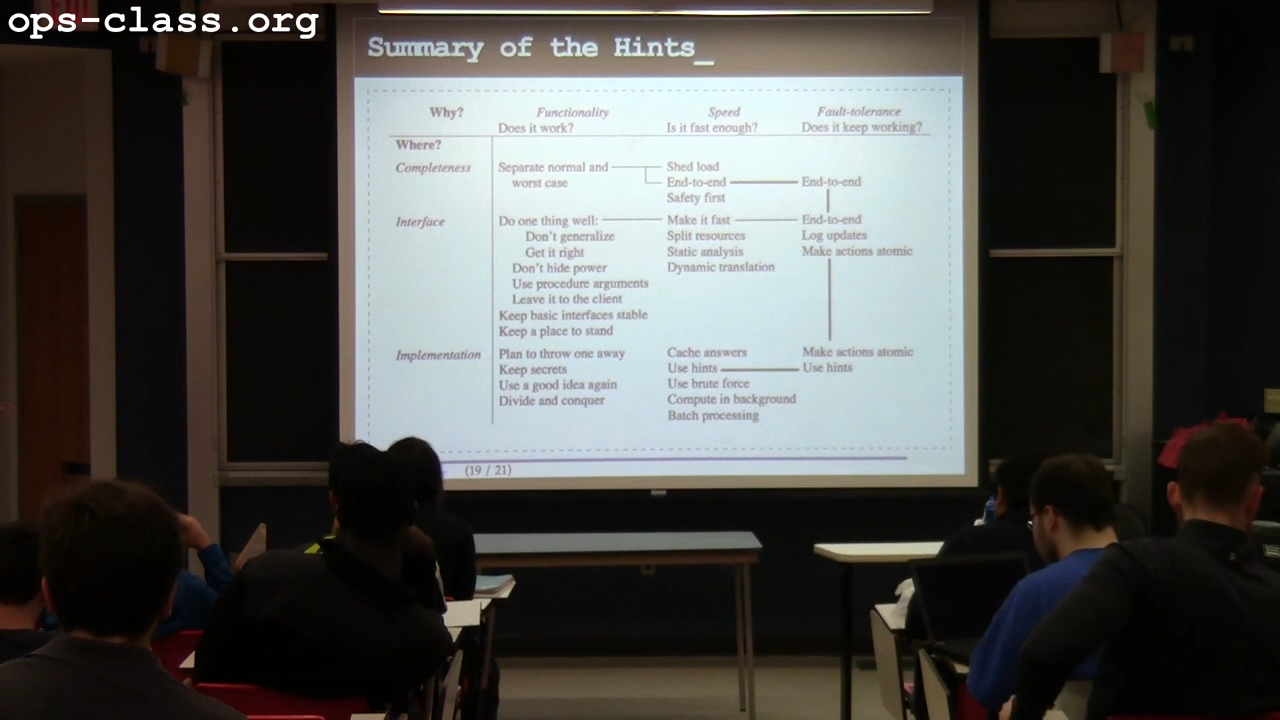 ops-class.org
EXIT
Summary of the Hints_
Why? Functionality Speed Fault-tolerance
Does it work? Is it fast enough? Does it keep working?
Where?
Completeness Separate normal and Shed load
worst case End-to-end End-to-end
Safety first
Interface Do one thing well: Make it fast End-to-end
Don't generalize Split resources Log updates
Get it right Static analysis Make actions atomic
Don't hide power Dynamic translation
Use procedure arguments
Leave it to the client
Keep basic interfaces stable
Keep a place to stand
Implementation Plan to throw one away Cache answers Make actions atomic
Keep secrets Use hints Use hints
Use a good idea again Use brute force
Divide and conquer Compute in background
Batch processing
(19 / 21)